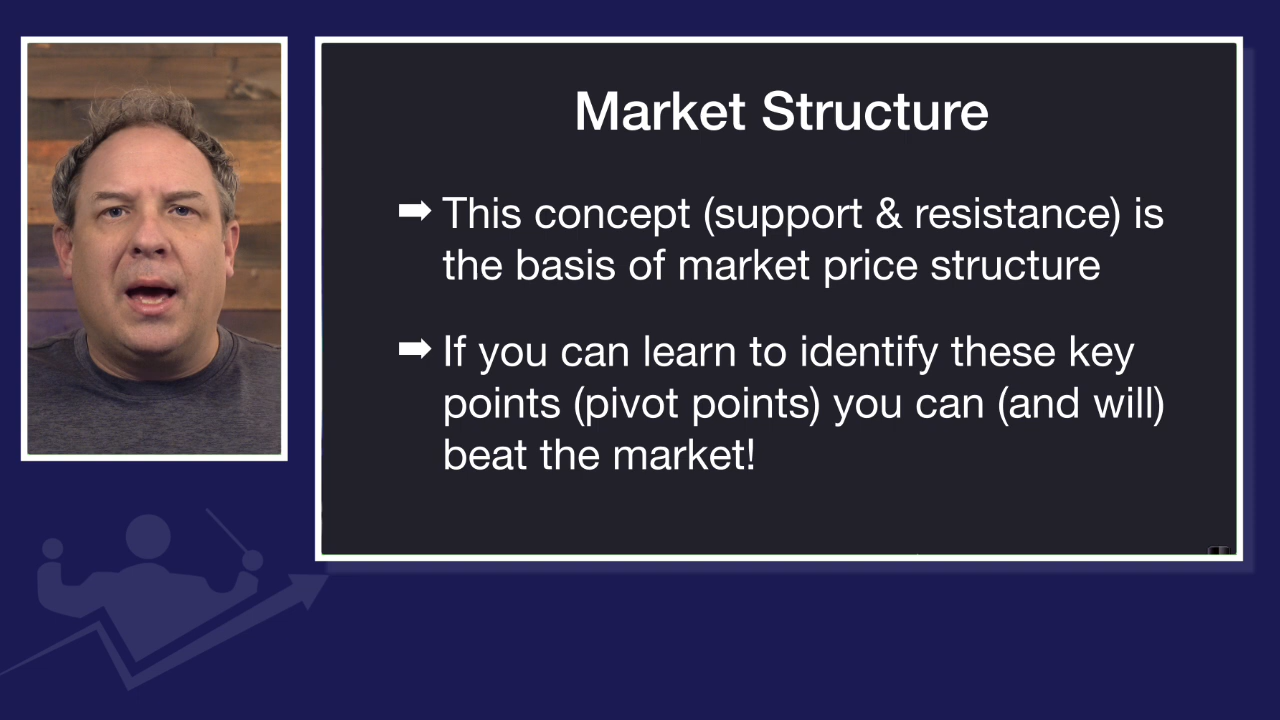 Market Structure
➡ This concept (support & resistance) is
the basis of market price structure
➡ If you can learn to identify these key
points (pivot points) you can (and will)
beat the market!